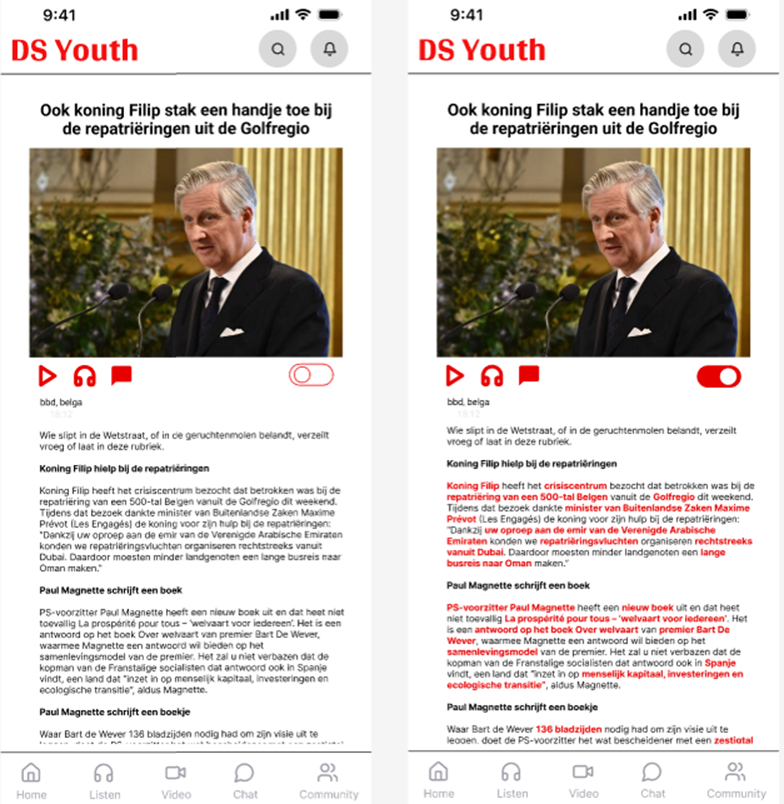 9:41
DS Youth
Ook koning Filip stak een handje toe bij
de repatriëringen uit de Golfregio
bbd, belga
18:12
Wie slipt in de Wetstraat, of in de geruchtenmolen belandt, verzeilt
vroeg of laat in deze rubriek.
Koning Filip hielp bij de repatriëringen
Koning Filip heeft het crisiscentrum bezocht dat betrokken was bij de
repatriëring van een 500-tal Belgen vanuit de Golfregio dit weekend.
Tijdens dat bezoek dankte minister van Buitenlandse Zaken Maxime
Prévot (Les Engagés) de koning voor zijn hulp bij de repatriëringen:
"Dankzij uw oproep aan de emir van de Verenigde Arabische Emiraten
konden we repatriëringsvluchten organiseren rechtstreeks vanuit
Dubai. Daardoor moesten minder landgenoten een lange busreis naar
Oman maken."
Paul Magnette schrijft een boek
PS-voorzitter Paul Magnette heeft een nieuw boek uit en dat heet niet
toevallig La prospérité pour tous – 'welvaart voor iedereen'. Het is een
antwoord op het boek Over welvaart van premier Bart De Wever,
waarmee Magnette een antwoord wil bieden op het
samenlevingsmodel van de premier. Het zal u niet verbazen dat de
kopman van de Franstalige socialisten dat antwoord ook in Spanje
vindt, een land dat "inzet in op menselijk kapitaal, investeringen en
ecologische transitie", aldus Magnette.
Paul Magnette schrijft een boekje
Waar Bart de Wever 136 bladzijden nodig had om zijn visie uit te
leggen, doet de PS-voorzitter het wat bescheidener met een zestigtal
Home
Listen
Video
Chat
Community
9:41
DS Youth
Ook koning Filip stak een handje toe bij
de repatriëringen uit de Golfregio
bbd, belga
18:12
Wie slipt in de Wetstraat, of in de geruchtenmolen belandt, verzeilt
vroeg of laat in deze rubriek.
Koning Filip hielp bij de repatriëringen
Koning Filip heeft het crisiscentrum bezocht dat betrokken was bij de
repatriëring van een 500-tal Belgen vanuit de Golfregio dit weekend.
Tijdens dat bezoek dankte minister van Buitenlandse Zaken Maxime
Prévot (Les Engagés) de koning voor zijn hulp bij de repatriëringen:
"Dankzij uw oproep aan de emir van de Verenigde Arabische
Emiraten konden we repatriëringsvluchten organiseren rechtstreeks
vanuit Dubai. Daardoor moesten minder landgenoten een lange
busreis naar Oman maken."
Paul Magnette schrijft een boek
PS-voorzitter Paul Magnette heeft een nieuw boek uit en dat heet
niet toevallig La prospérité pour tous – 'welvaart voor iedereen'. Het
is een antwoord op het boek Over welvaart van premier Bart De
Wever, waarmee Magnette een antwoord wil bieden op het
samenlevingsmodel van de premier. Het zal u niet verbazen dat de
kopman van de Franstalige socialisten dat antwoord ook in Spanje
vindt, een land dat "inzet in op menselijk kapitaal, investeringen en
ecologische transitie", aldus Magnette.
Paul Magnette schrijft een boekje
Waar Bart de Wever 136 bladzijden nodig had om zijn visie uit te
leggen, doet de PS-voorzitter het wat bescheidener met een zestigtal
Home
Listen
Video
Chat
Community